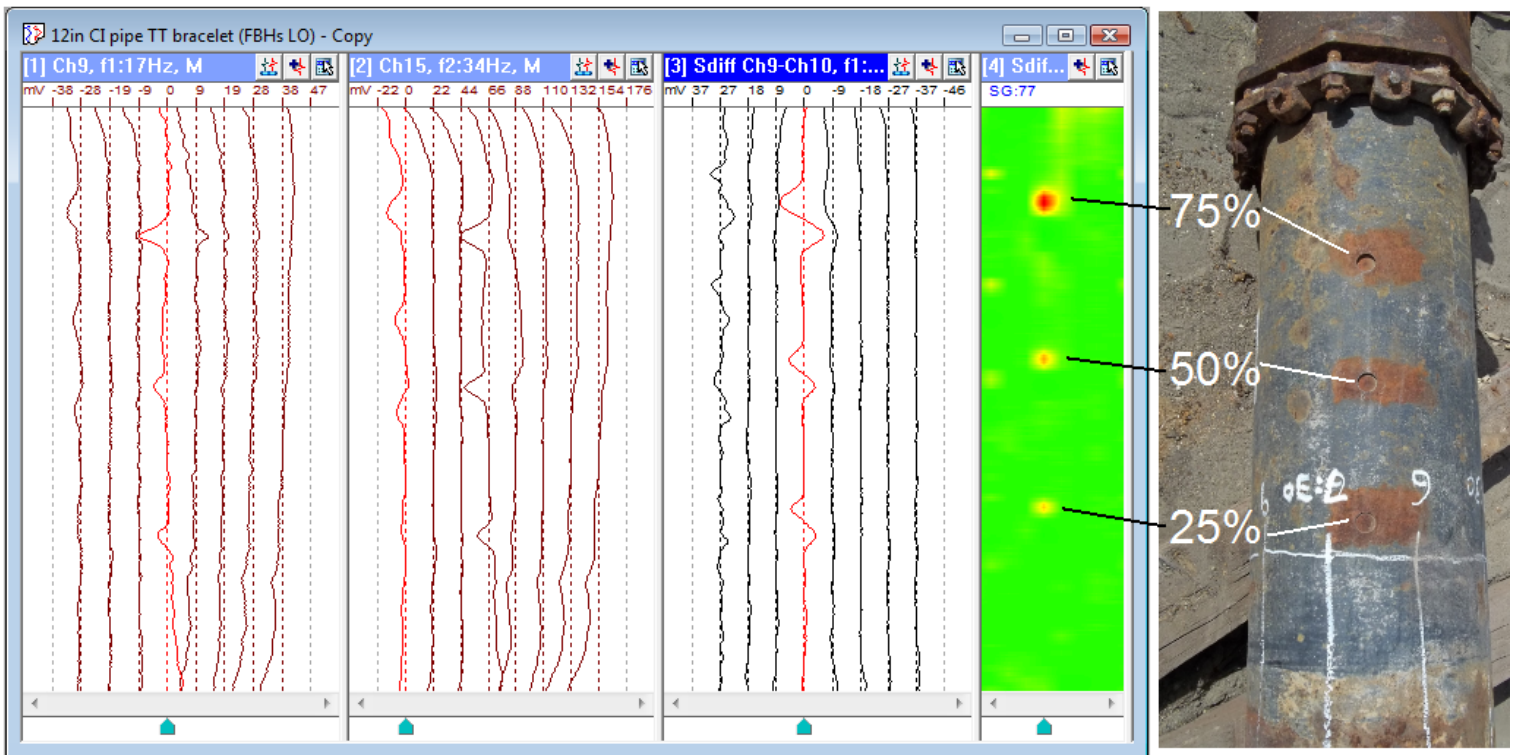 12in CI pipe TT bracelet (FBHs LO) - Copy
[1] Ch9, f1:17Hz, M
[2] Ch15, f2:34Hz, M
[3] Sdiff Ch9-Ch10, f1:...
[4] Sdif...
mV -38 -28 -19 -9 0 9 19 28 38 47
mV -22 0 22 44 66 88 110 132 154 176
mV 37 27 18 9 0 -9 -18 -27 -37 -46
SG:77
75%
50%
25%
6